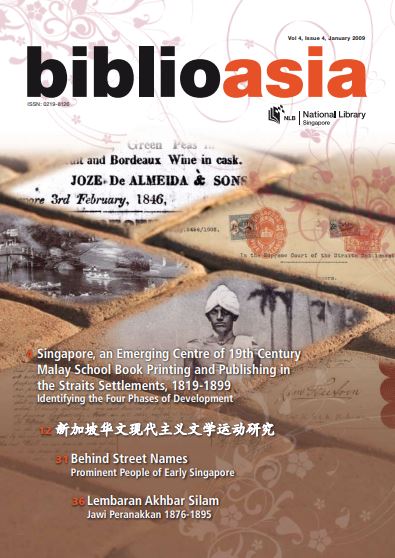 Vol 4, Issue 4, January 2009
biblioasia
ISSN: 0219-8126
NLB National Library
Singapore
Green Peas
and Bordeaux Wine in cask.
JOZE DE ALMEIDA & SONS
3rd February, 1846,
In the Supreme Court of the Straits Settlements
Singapore, an Emerging Centre of 19th Century
Malay School Book Printing and Publishing in
the Straits Settlements, 1819-1899
Identifying the Four Phases of Development
12 新加坡华文现代主义文学运动研究
31 Behind Street Names
Prominent People of Early Singapore
36 Lembaran Akhbar Silam
Jawi Peranakkan 1876-1895